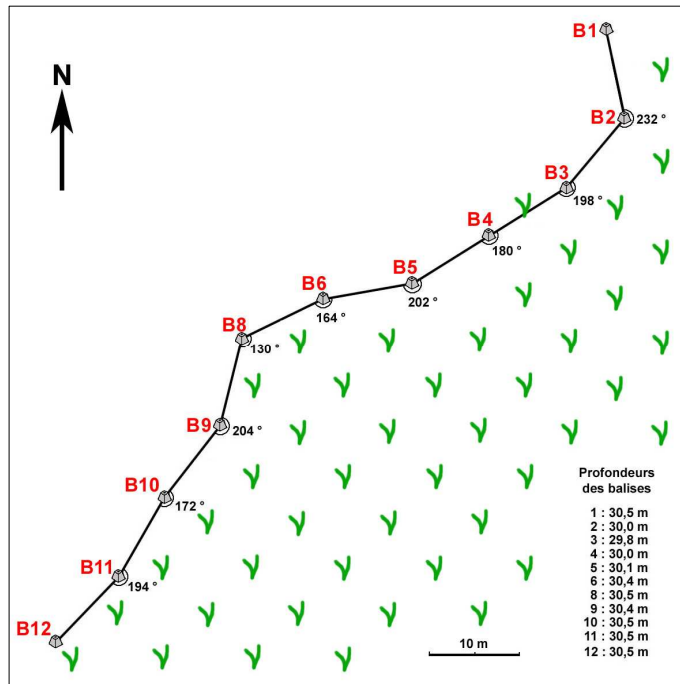 B1
N
B2
232 °
B3
198 °
B4
180 °
B5
202 °
B6
164 °
B8
130 °
B9
204 °
B10
172 °
B11
194 °
B12
Profondeurs
des balises
1 : 30,5 m
2 : 30,0 m
3 : 29,8 m
4 : 30,0 m
5 : 30,1 m
6 : 30,4 m
8 : 30,5 m
9 : 30,4 m
10 : 30,5 m
11 : 30,5 m
12 : 30,5 m
10 m